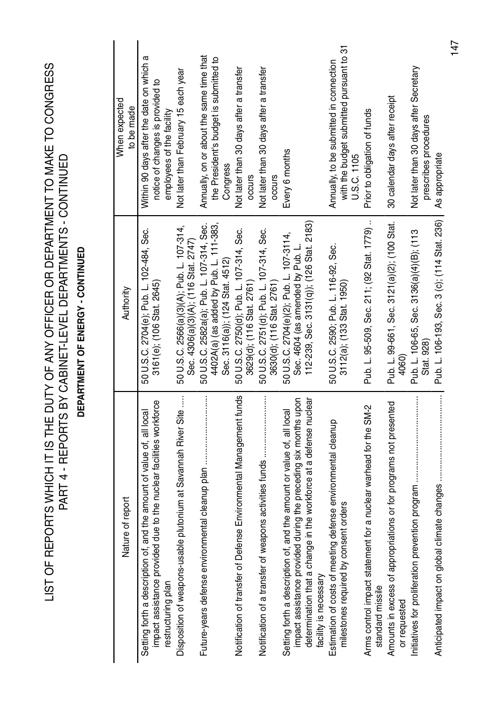 LIST OF REPORTS WHICH IT IS THE DUTY OF ANY OFFICER OR DEPARTMENT TO MAKE TO CONGRESS
PART 4 - REPORTS BY CABINET-LEVEL DEPARTMENTS - CONTINUED
DEPARTMENT OF ENERGY - CONTINUED
Nature of report
Authority
When expected
to be made
Setting forth a description of, and the amount of value of, all local
impact assistance provided due to the nuclear facilities workforce
restructuring plan
50 U.S.C. 2704(e); Pub. L. 102-484, Sec.
3161(e); (106 Stat. 2645)
Within 90 days after the date on which a
notice of changes is provided to
employees of the facility
Disposition of weapons-usable plutonium at Savannah River Site .....
50 U.S.C. 2566(a)(3)(A); Pub. L. 107-314,
Sec. 4306(a)(3)(A); (116 Stat. 2747)
Not later than February 15 each year
Future-years defense environmental cleanup plan ..............................
50 U.S.C. 2582a(a); Pub. L. 107-314, Sec.
4402A(a) (as added by Pub. L. 111-383,
Sec. 3116(a)); (124 Stat. 4512)
Annually, on or about the same time that
the President's budget is submitted to
Congress
Notification of transfer of Defense Environmental Management funds
50 U.S.C. 2750(d); Pub. L. 107-314, Sec.
3629(d); (116 Stat. 2761)
Not later than 30 days after a transfer
occurs
Notification of a transfer of weapons activities funds .........................
50 U.S.C. 2751(d); Pub. L. 107-314, Sec.
3630(d); (116 Stat. 2761)
Not later than 30 days after a transfer
occurs
Setting forth a description of, and the amount or value of, all local
impact assistance provided during the preceding six months upon
determination that a change in the workforce at a defense nuclear
facility is necessary
50 U.S.C. 2704(e)(2); Pub. L. 107-3114,
Sec. 4604 (as amended by Pub. L.
112-239, Sec. 3131(q)); (126 Stat. 2183)
Every 6 months
Estimation of costs of meeting defense environmental cleanup
milestones required by consent orders
50 U.S.C. 2590; Pub. L. 116-92, Sec.
3112(a); (133 Stat. 1950)
Annually, to be submitted in connection
with the budget submitted pursuant to 31
U.S.C. 1105
Arms control impact statement for a nuclear warhead for the SM-2
standard missile
Pub. L. 95-509, Sec. 211; (92 Stat. 1779) ..
Prior to obligation of funds
Amounts in excess of appropriations or for programs not presented
or requested
Pub. L. 99-661, Sec. 3121(a)(2); (100 Stat.
4060)
30 calendar days after receipt
Initiatives for proliferation prevention program ....................................
Pub. L. 106-65, Sec. 3136(a)(4)(B); (113
Stat. 928)
Not later than 30 days after Secretary
prescribes procedures
Anticipated impact on global climate changes ....................................
Pub. L. 106-193, Sec. 3 (c); (114 Stat. 236)
As appropriate
147